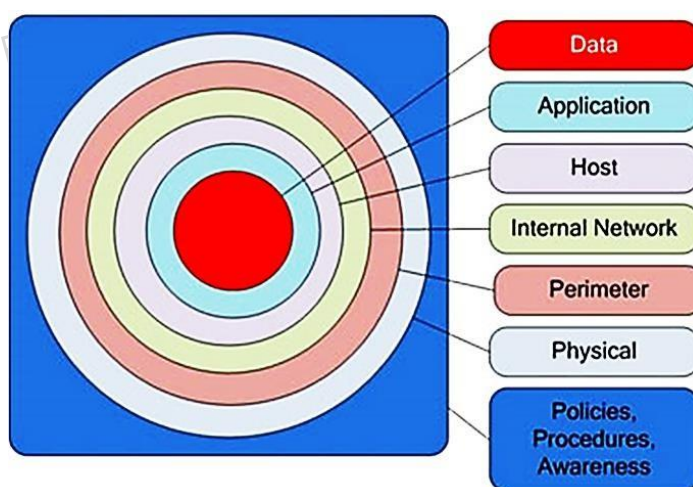 Data
Application
Host
Internal Network
Perimeter
Physical
Policies,
Procedures,
Awareness